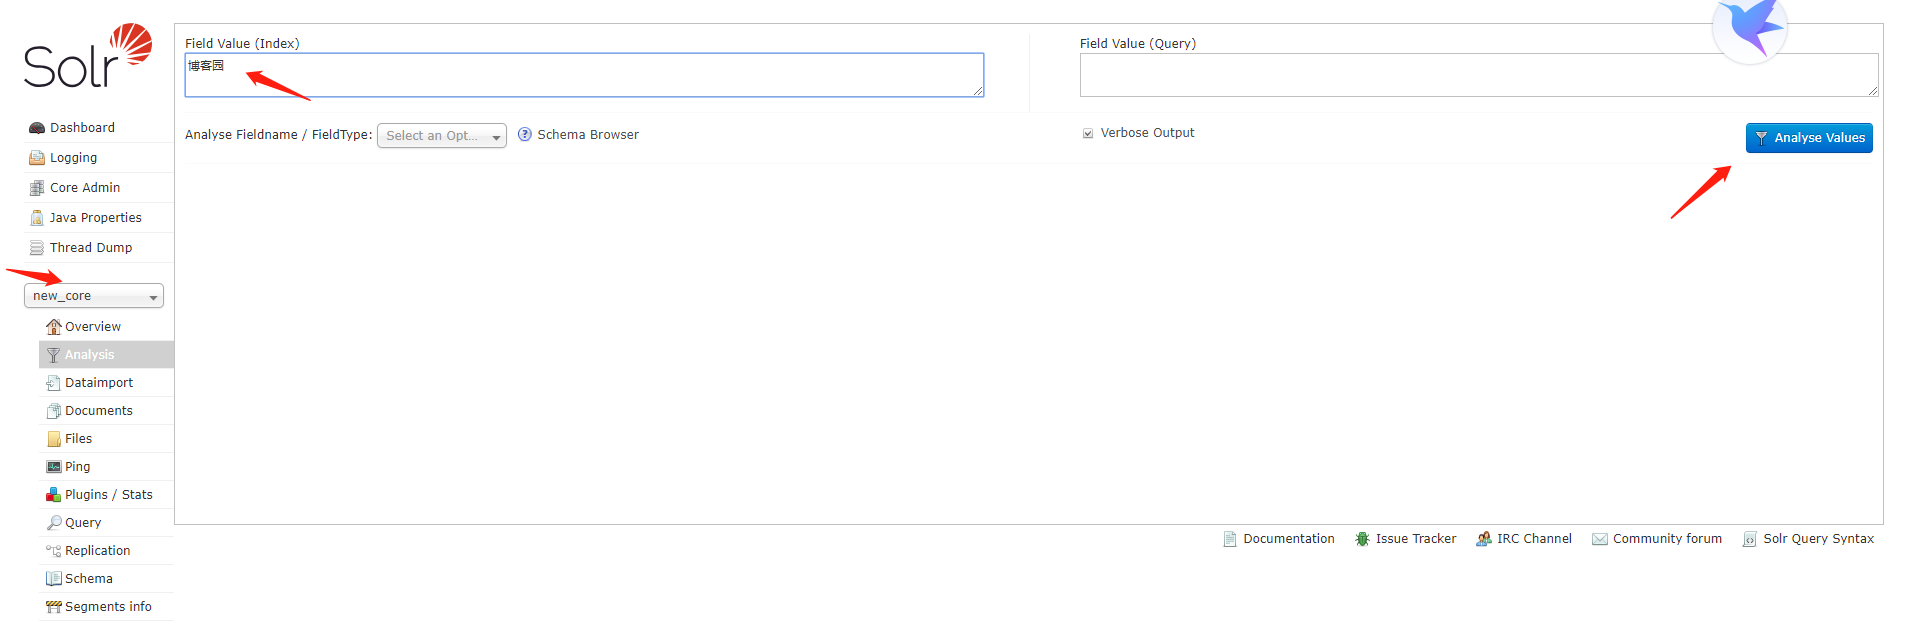 Solr
Dashboard
Logging
Core Admin
Java Properties
Thread Dump
new_core
Overview
Analysis
Dataimport
Documents
Files
Ping
Plugins / Stats
Query
Replication
Schema
Segments info
Field Value (Index)
博客园
Field Value (Query)
Analyse Fieldname / FieldType: Select an Opt... Schema Browser
Verbose Output
Analyse Values
Documentation Issue Tracker IRC Channel Community forum Solr Query Syntax